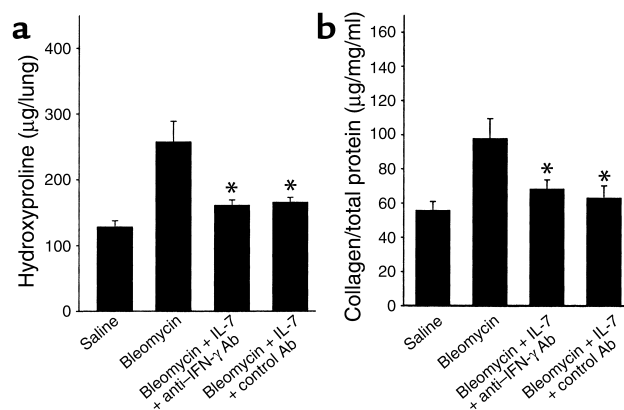 a
Hydroxyproline (µg/lung)
400
300
200
100
0
*
*
Saline
Bleomycin
Bleomycin + IL-7
+ anti–IFN-γ Ab
Bleomycin + IL-7
+ control Ab
b
Collagen/total protein (µg/mg/ml)
160
140
120
100
80
60
40
20
0
*
*
Saline
Bleomycin
Bleomycin + IL-7
+ anti–IFN-γ Ab
Bleomycin + IL-7
+ control Ab